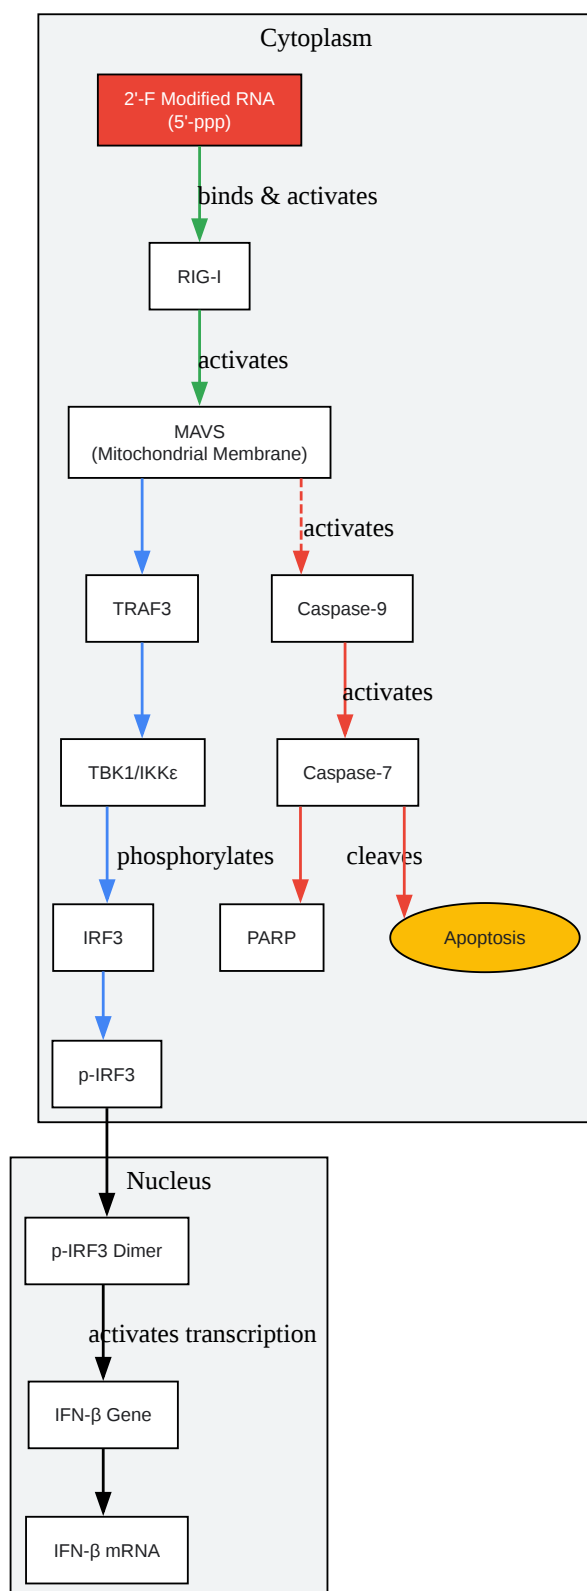 Cytoplasm
2'-F Modified RNA
(5'-ppp)
binds & activates
RIG-I
activates
MAVS
(Mitochondrial Membrane)
activates
TRAF3
Caspase-9
activates
TBK1/IKKε
Caspase-7
phosphorylates
cleaves
IRF3
PARP
Apoptosis
p-IRF3
Nucleus
p-IRF3 Dimer
activates transcription
IFN-β Gene
IFN-β mRNA